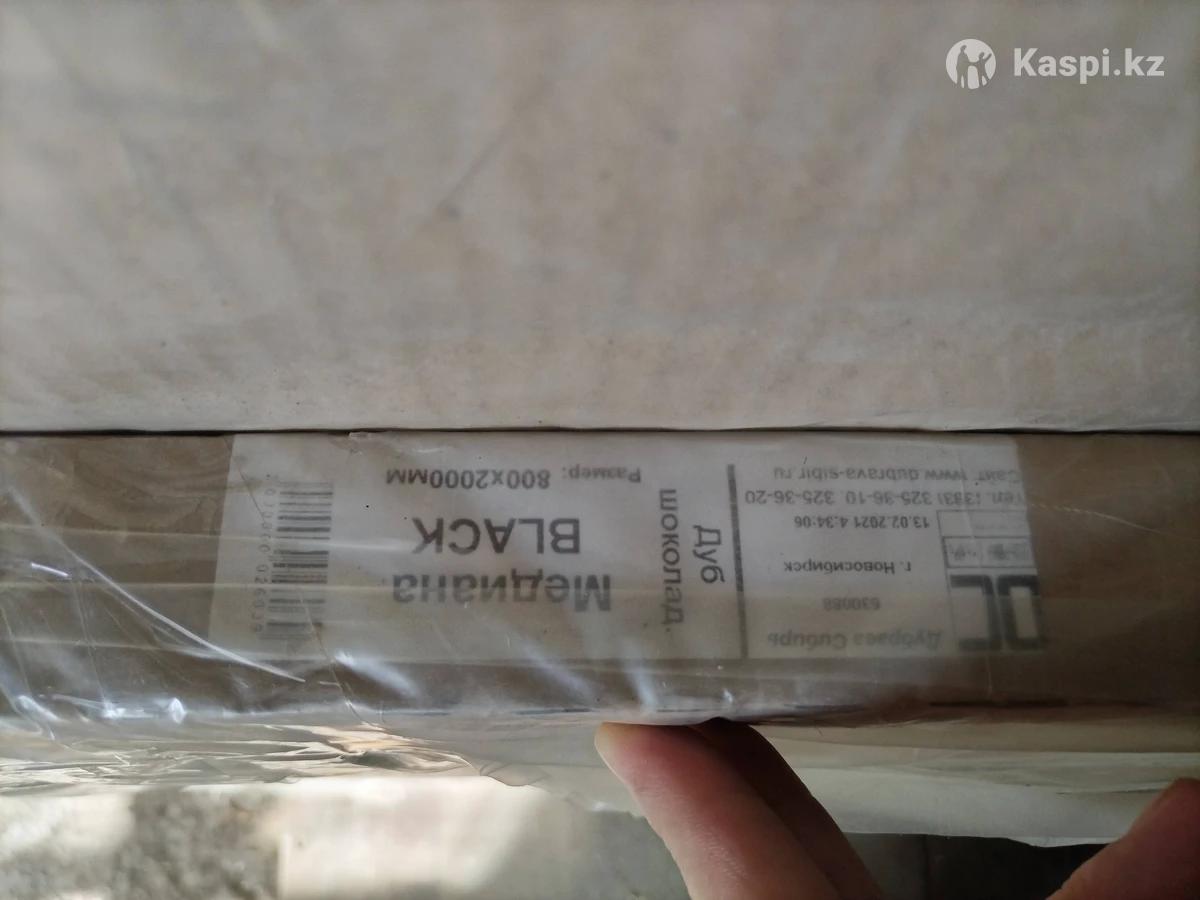 Kaspi.kz
Дубрава Сибирь
630088
г. Новосибирск
13.02.2021 4:34:06
тел. (383) 325-36-10 325-36-20
Сайт www.dubrava-sibir.ru
Дуб
шоколад.
Медиана
BLACK
Размер: 800x2000мм